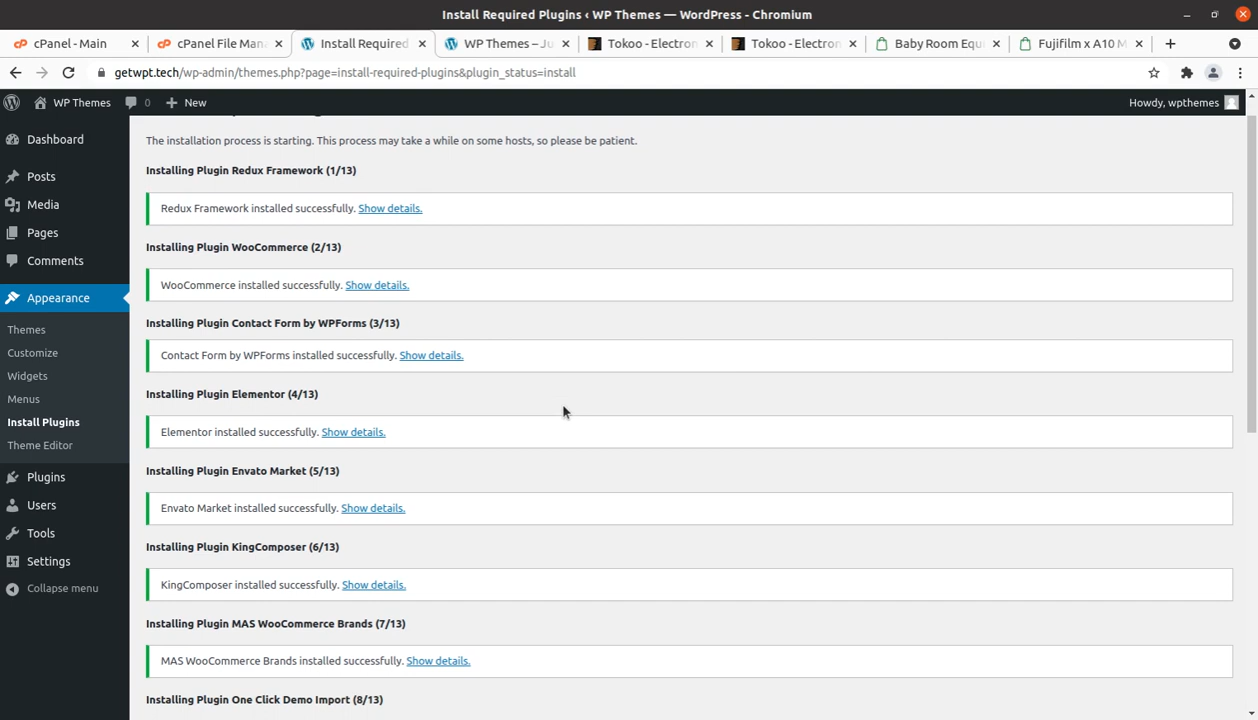 Install Required Plugins ‹ WP Themes — WordPress - Chromium
cPanel - Main
cPanel File Mana
Install Required
WP Themes – Ju
Tokoo - Electron
Tokoo - Electron
Baby Room Equi
Fujifilm x A10 M
getwpt.tech/wp-admin/themes.php?page=install-required-plugins&plugin_status=install
WP Themes
0
New
Howdy, wpthemes
Dashboard
Posts
Media
Pages
Comments
Appearance
Themes
Customize
Widgets
Menus
Install Plugins
Theme Editor
Plugins
Users
Tools
Settings
Collapse menu
The installation process is starting. This process may take a while on some hosts, so please be patient.
Installing Plugin Redux Framework (1/13)
Redux Framework installed successfully. Show details.
Installing Plugin WooCommerce (2/13)
WooCommerce installed successfully. Show details.
Installing Plugin Contact Form by WPForms (3/13)
Contact Form by WPForms installed successfully. Show details.
Installing Plugin Elementor (4/13)
Elementor installed successfully. Show details.
Installing Plugin Envato Market (5/13)
Envato Market installed successfully. Show details.
Installing Plugin KingComposer (6/13)
KingComposer installed successfully. Show details.
Installing Plugin MAS WooCommerce Brands (7/13)
MAS WooCommerce Brands installed successfully. Show details.
Installing Plugin One Click Demo Import (8/13)